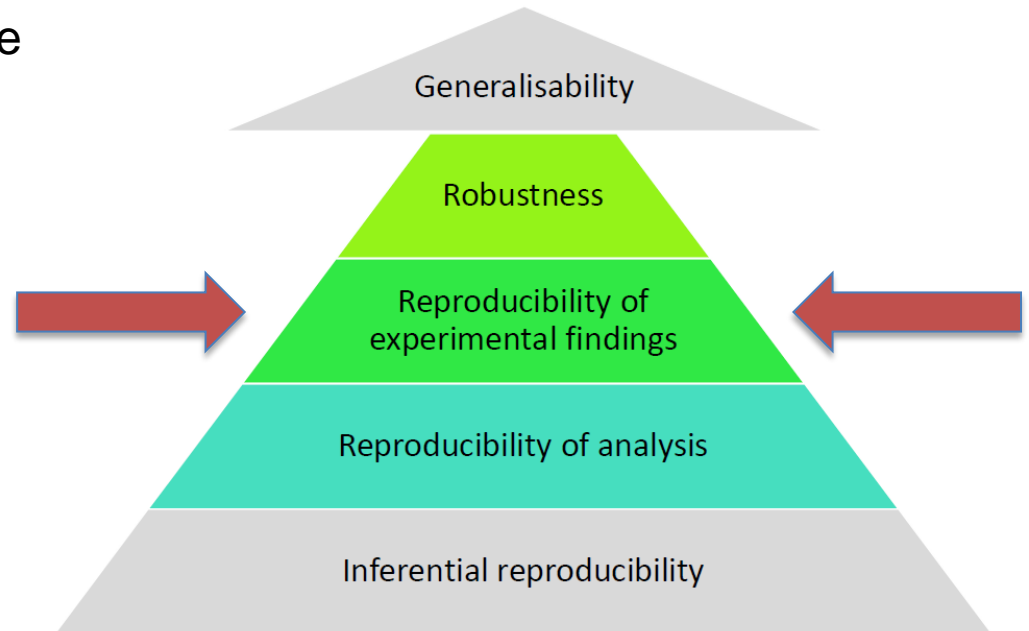 e
Generalisability
Robustness
Reproducibility of
experimental findings
Reproducibility of analysis
Inferential reproducibility